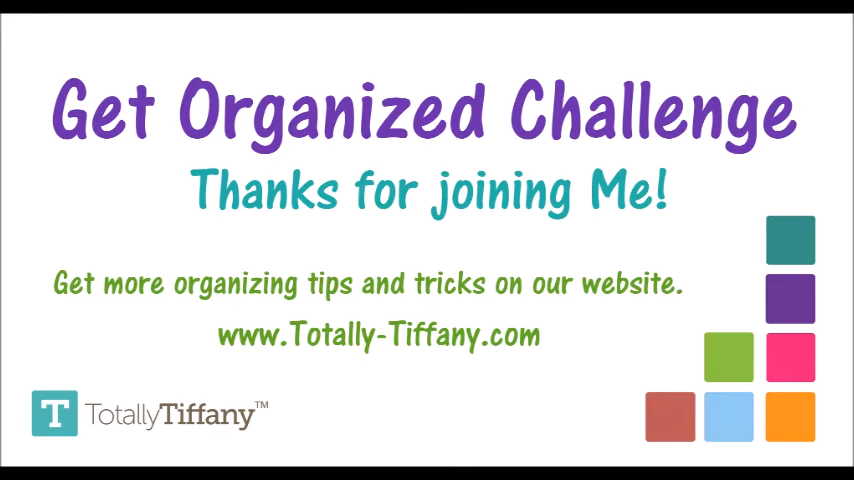 Get Organized Challenge
Thanks for joining Me!
Get more organizing tips and tricks on our website.
www.Totally-Tiffany.com
T TotallyTiffany™